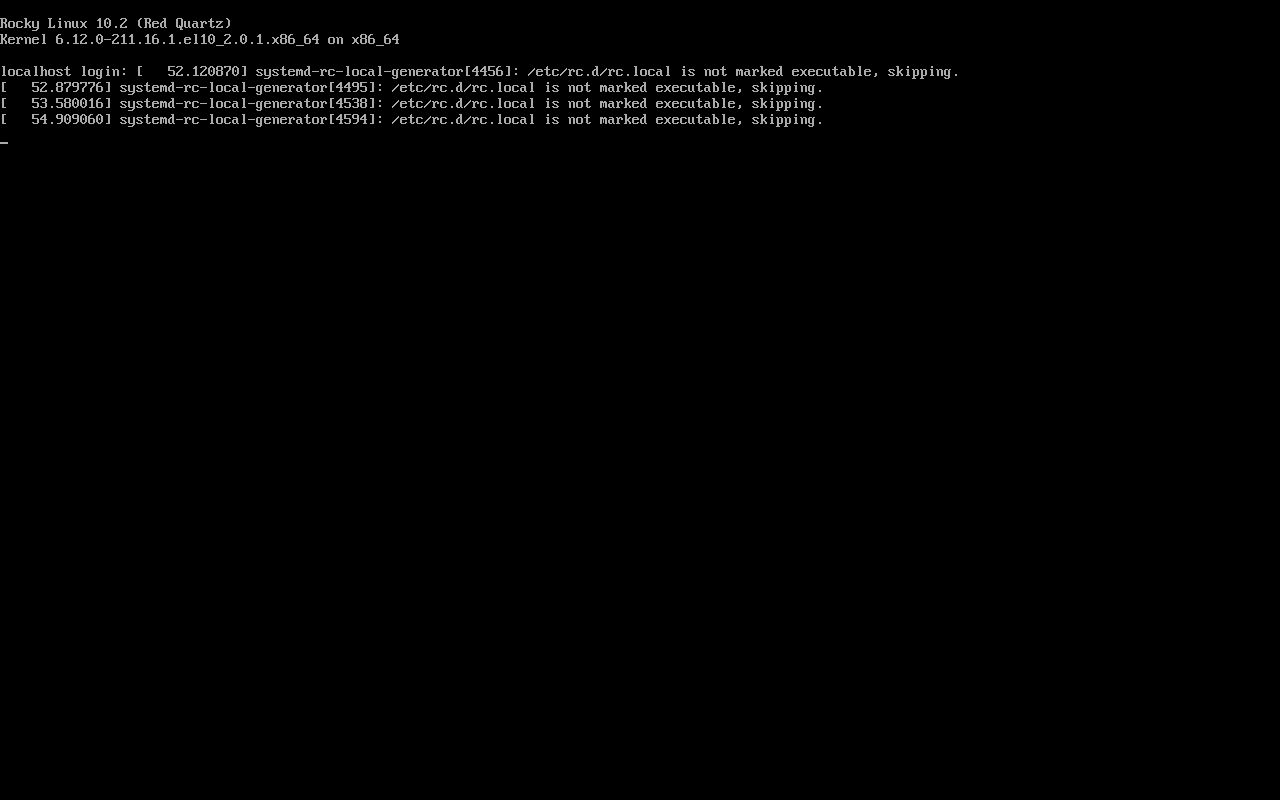 Rocky Linux 10.2 (Red Quartz)
Kernel 6.12.0-211.16.1.el10_2.0.1.x86_64 on x86_64
localhost login: [   52.120870] systemd-rc-local-generator[4456]: /etc/rc.d/rc.local is not marked executable, skipping.
[   52.879776] systemd-rc-local-generator[4495]: /etc/rc.d/rc.local is not marked executable, skipping.
[   53.580016] systemd-rc-local-generator[4538]: /etc/rc.d/rc.local is not marked executable, skipping.
[   54.909060] systemd-rc-local-generator[4594]: /etc/rc.d/rc.local is not marked executable, skipping.